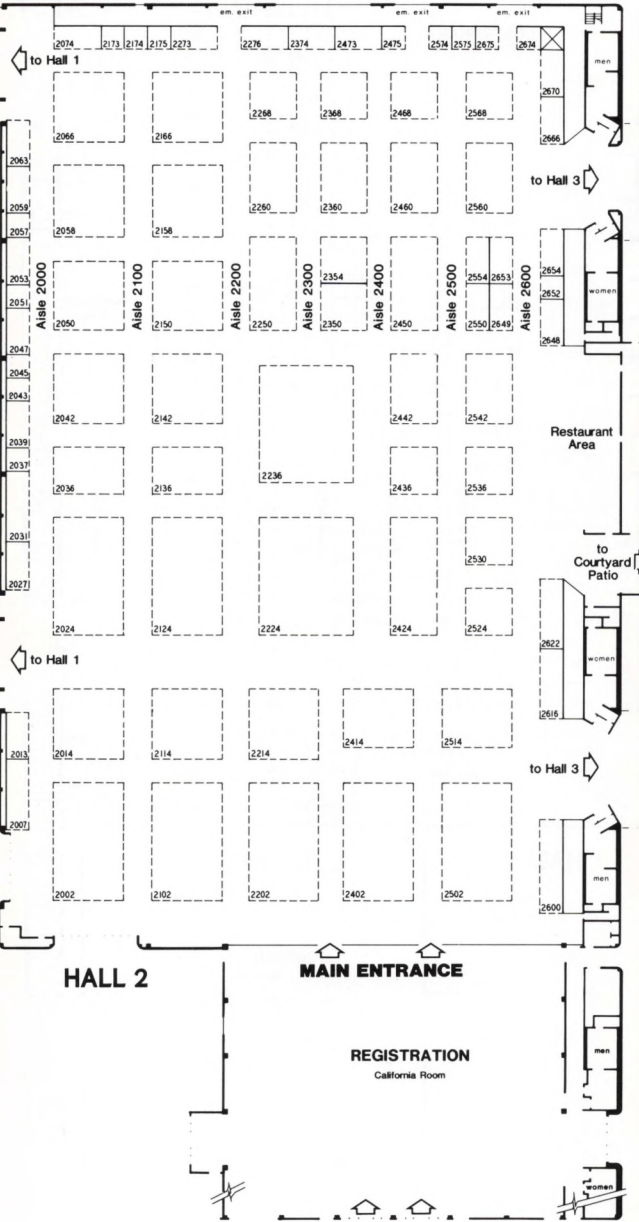 em. exit em. exit em. exit
2074 2173 2174 2175 2273 2276 2374 2473 2475 2574 2575 2675 2674
to Hall 1
men
2670
2066 2166 2268 2368 2468 2568 2666
2063
to Hall 3
2059 2260 2360 2460 2560
2057 2058 2158
Aisle 2000 Aisle 2100 Aisle 2200 Aisle 2300 Aisle 2400 Aisle 2500 Aisle 2600
2053 2354 2554 2653 2654
women
2652
2051
2050 2150 2250 2350 2450 2550 2649
2648
2047
2045
2043
2042 2142 2442 2542
Restaurant
Area
2039
2037 2236
2036 2136 2436 2536
2031 2530
to
Courtyard
Patio
2027
2024 2124 2224 2424 2524
2622
to Hall 1
women
2616
2013 2014 2114 2214 2414 2514
to Hall 3
2007
men
2002 2102 2202 2402 2502 2600
HALL 2
MAIN ENTRANCE
REGISTRATION
California Room
men
women